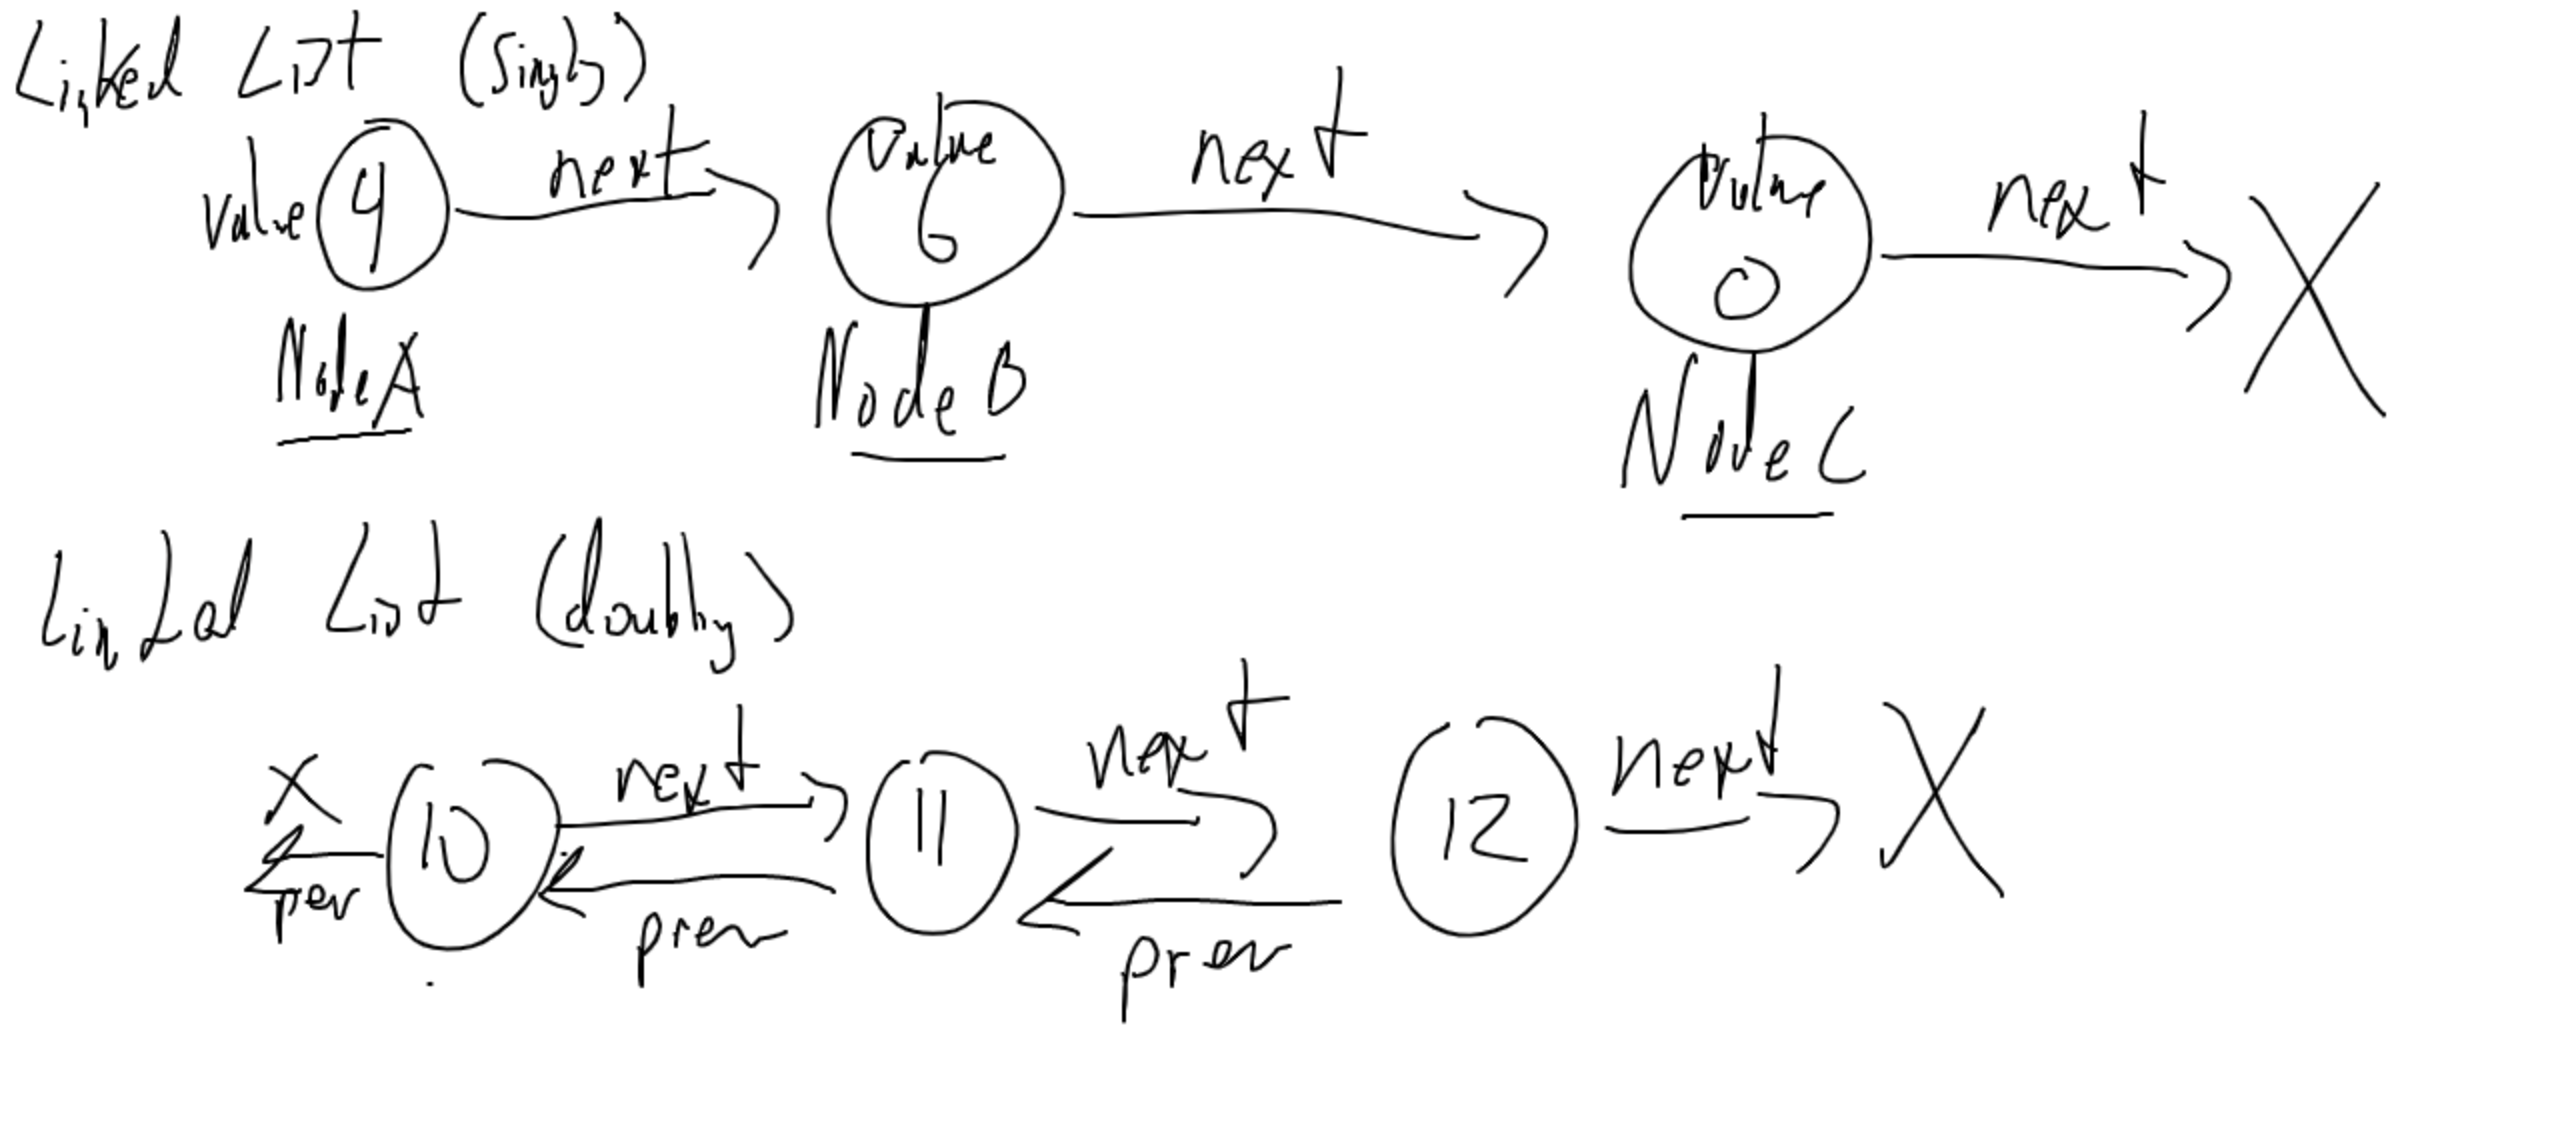 Linked List (Singly)
value 4 next value 6 next value 0 next X
Node A Node B Node C
Linked List (doubly)
X 10 next 11 next 12 next X
prev prev prev